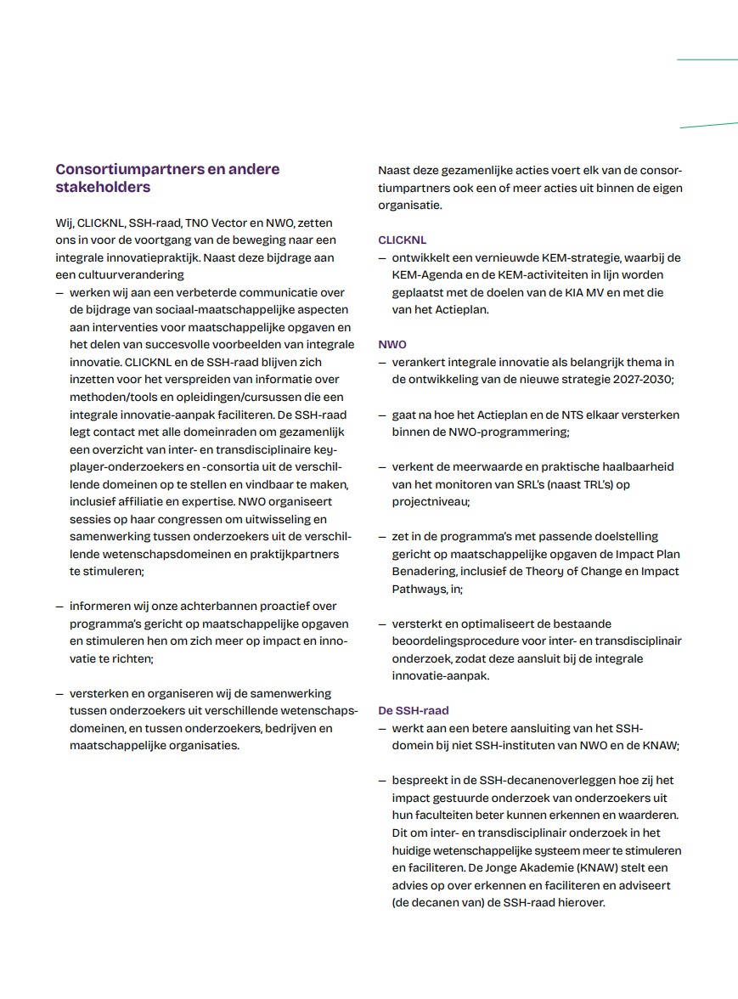 Consortiumpartners en andere
stakeholders
Wij, CLICKNL, SSH-raad, TNO Vector en NWO, zetten
ons in voor de voortgang van de beweging naar een
integrale innovatiepraktijk. Naast deze bijdrage aan
een cultuurverandering
— werken wij aan een verbeterde communicatie over
de bijdrage van sociaal-maatschappelijke aspecten
aan interventies voor maatschappelijke opgaven en
het delen van succesvolle voorbeelden van integrale
innovatie. CLICKNL en de SSH-raad blijven zich
inzetten voor het verspreiden van informatie over
methoden/tools en opleidingen/cursussen die een
integrale innovatie-aanpak faciliteren. De SSH-raad
legt contact met alle domeinraden om gezamenlijk
een overzicht van inter- en transdisciplinaire key-
player-onderzoekers en -consortia uit de verschil-
lende domeinen op te stellen en vindbaar te maken,
inclusief affiliatie en expertise. NWO organiseert
sessies op haar congressen om uitwisseling en
samenwerking tussen onderzoekers uit de verschil-
lende wetenschapsdomeinen en praktijkpartners
te stimuleren;
— informeren wij onze achterbannen proactief over
programma’s gericht op maatschappelijke opgaven
en stimuleren hen om zich meer op impact en inno-
vatie te richten;
— versterken en organiseren wij de samenwerking
tussen onderzoekers uit verschillende wetenschaps-
domeinen, en tussen onderzoekers, bedrijven en
maatschappelijke organisaties.
Naast deze gezamenlijke acties voert elk van de consor-
tiumpartners ook een of meer acties uit binnen de eigen
organisatie.
CLICKNL
— ontwikkelt een vernieuwde KEM-strategie, waarbij de
KEM-Agenda en de KEM-activiteiten in lijn worden
geplaatst met de doelen van de KIA MV en met die
van het Actieplan.
NWO
— verankert integrale innovatie als belangrijk thema in
de ontwikkeling van de nieuwe strategie 2027-2030;
— gaat na hoe het Actieplan en de NTS elkaar versterken
binnen de NWO-programmering;
— verkent de meerwaarde en praktische haalbaarheid
van het monitoren van SRL’s (naast TRL’s) op
projectniveau;
— zet in de programma’s met passende doelstelling
gericht op maatschappelijke opgaven de Impact Plan
Benadering, inclusief de Theory of Change en Impact
Pathways, in;
— versterkt en optimaliseert de bestaande
beoordelingsprocedure voor inter- en transdisciplinair
onderzoek, zodat deze aansluit bij de integrale
innovatie-aanpak.
De SSH-raad
— werkt aan een betere aansluiting van het SSH-
domein bij niet SSH-instituten van NWO en de KNAW;
— bespreekt in de SSH-decanenoverleggen hoe zij het
impact gestuurde onderzoek van onderzoekers uit
hun faculteiten beter kunnen erkennen en waarderen.
Dit om inter- en transdisciplinair onderzoek in het
huidige wetenschappelijke systeem meer te stimuleren
en faciliteren. De Jonge Akademie (KNAW) stelt een
advies op over erkennen en faciliteren en adviseert
(de decanen van) de SSH-raad hierover.